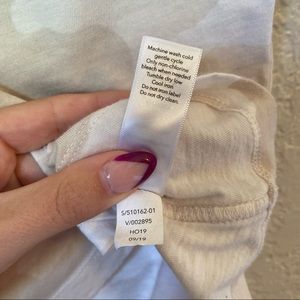 Machine wash cold
gentle cycle
Only non-chlorine
bleach when needed
Tumble dry low
Cool iron
Do not iron label
Do not dry clean.
S/510162-01
V/002895
HO19
09/19